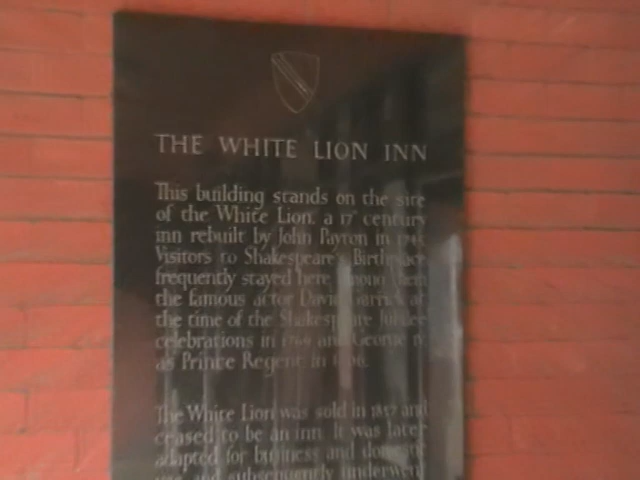 THE WHITE LION INN
This building stands on the site
of the White Lion, a 17th century
inn rebuilt by John Payton in
Visitors to Shakespeare's Birthplace
frequently stayed here, among them
the famous actor David Garrick at
the time of the Shakespeare Jubilee
celebrations in 1769 and George IV
as Prince Regent in
The White Lion was sold in 1857 and
ceased to be an inn. It was later
adapted for business and domestic
use and subsequently underwent